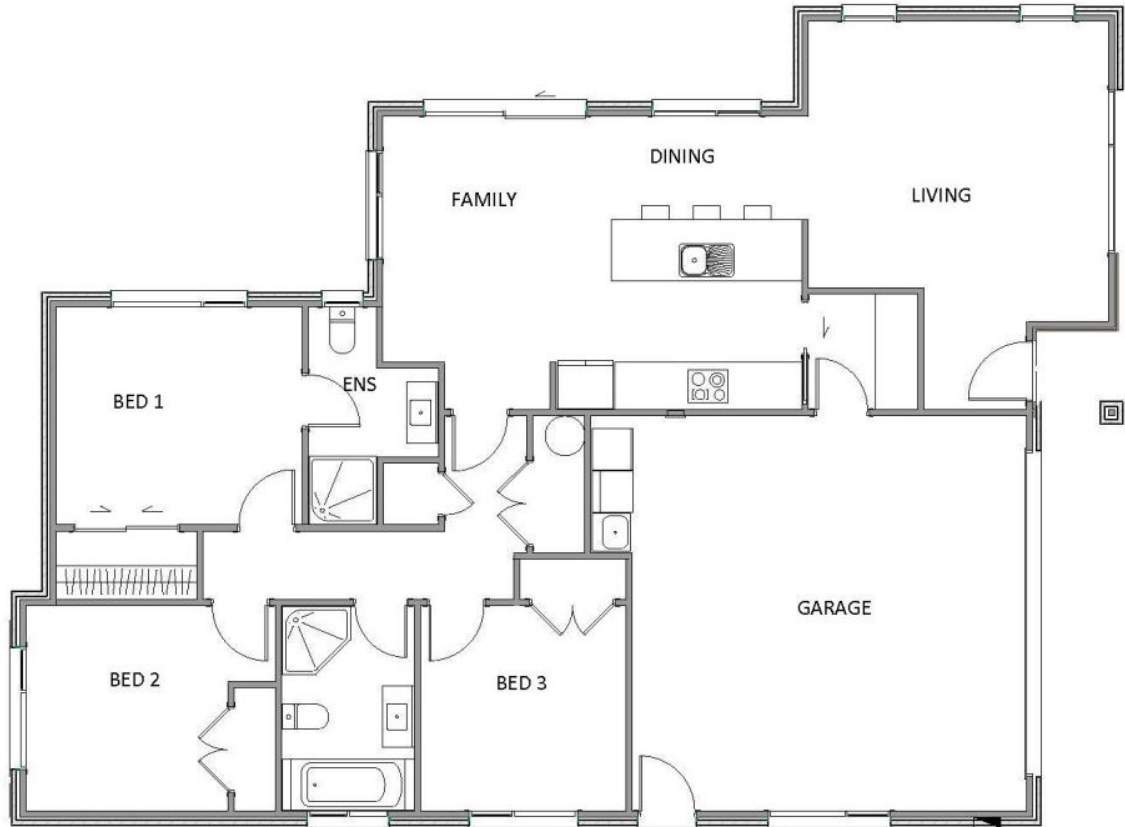 DINING
FAMILY
LIVING
ENS
BED 1
GARAGE
BED 2
BED 3